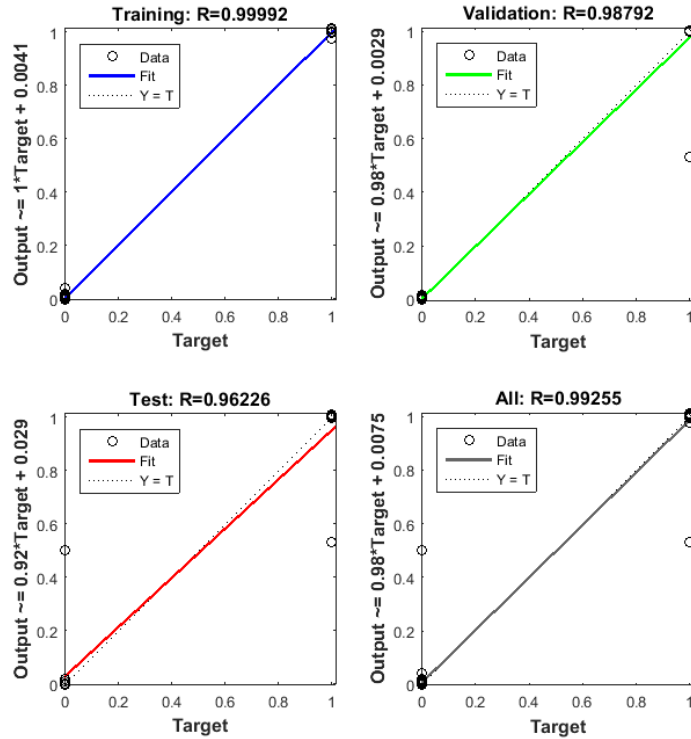 Training: R=0.99992
Output ~= 1*Target + 0.0041
1
0.8
0.6
0.4
0.2
0
Data
Fit
Y = T
0 0.2 0.4 0.6 0.8 1
Target
Validation: R=0.98792
Output ~= 0.98*Target + 0.0029
1
0.8
0.6
0.4
0.2
0
Data
Fit
Y = T
0 0.2 0.4 0.6 0.8 1
Target
Test: R=0.96226
Output ~= 0.92*Target + 0.029
1
0.8
0.6
0.4
0.2
0
Data
Fit
Y = T
0 0.2 0.4 0.6 0.8 1
Target
All: R=0.99255
Output ~= 0.98*Target + 0.0075
1
0.8
0.6
0.4
0.2
0
Data
Fit
Y = T
0 0.2 0.4 0.6 0.8 1
Target